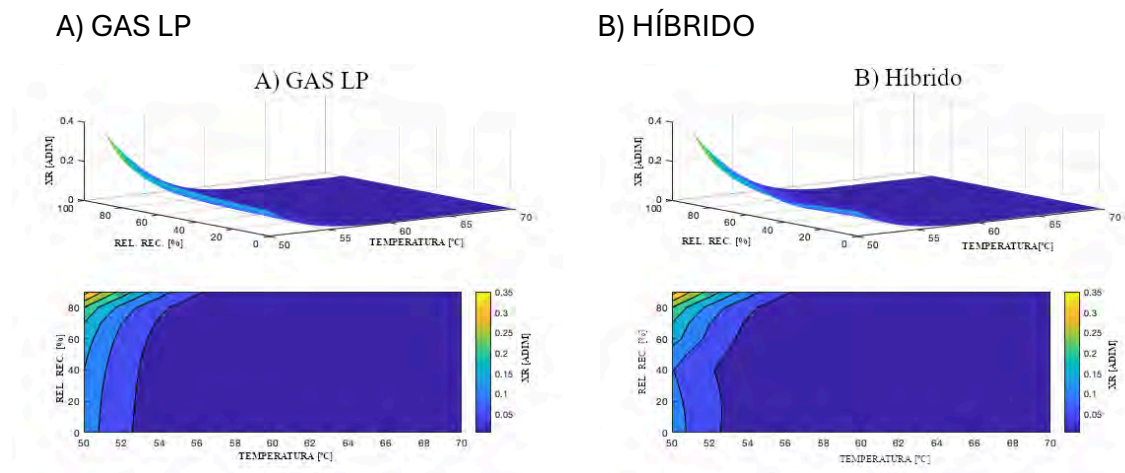 A) GAS LP
B) HÍBRIDO
A) GAS LP
0.4
0.2
0
XR [ADIM]
100
80
60
40
20
0
REL. REC. [%]
50
55
60
65
70
TEMPERATURA [ºC]
B) Híbrido
0.4
0.2
0
XR [ADIM]
100
80
60
40
20
0
REL. REC. [%]
50
55
60
65
70
TEMPERATURA[ºC]
80
60
40
20
0
REL. REC. [%]
50 52 54 56 58 60 62 64 66 68 70
TEMPERATURA [ºC]
0.35
0.3
0.25
0.2
0.15
0.1
0.05
XR [ADIM]
80
60
40
20
0
REL. REC. [%]
50 52 54 56 58 60 62 64 66 68 70
TEMPERATURA [ºC]
0.35
0.3
0.25
0.2
0.15
0.1
0.05
XR [ADIM]